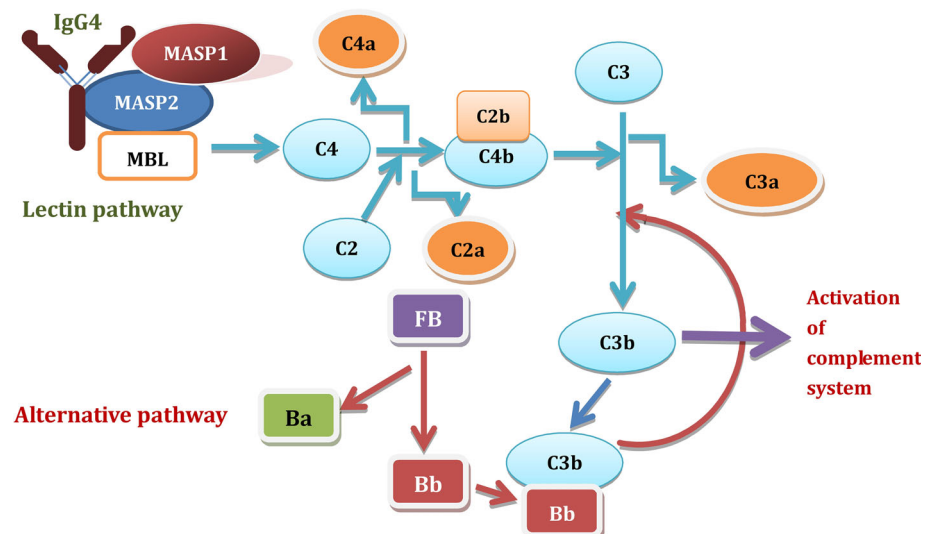 IgG4
MASP1
MASP2
MBL
Lectin pathway
C4a
C4
C2b
C4b
C2
C2a
C3
C3a
FB
C3b
Activation
of
complement
system
Alternative pathway
Ba
Bb
C3b
Bb